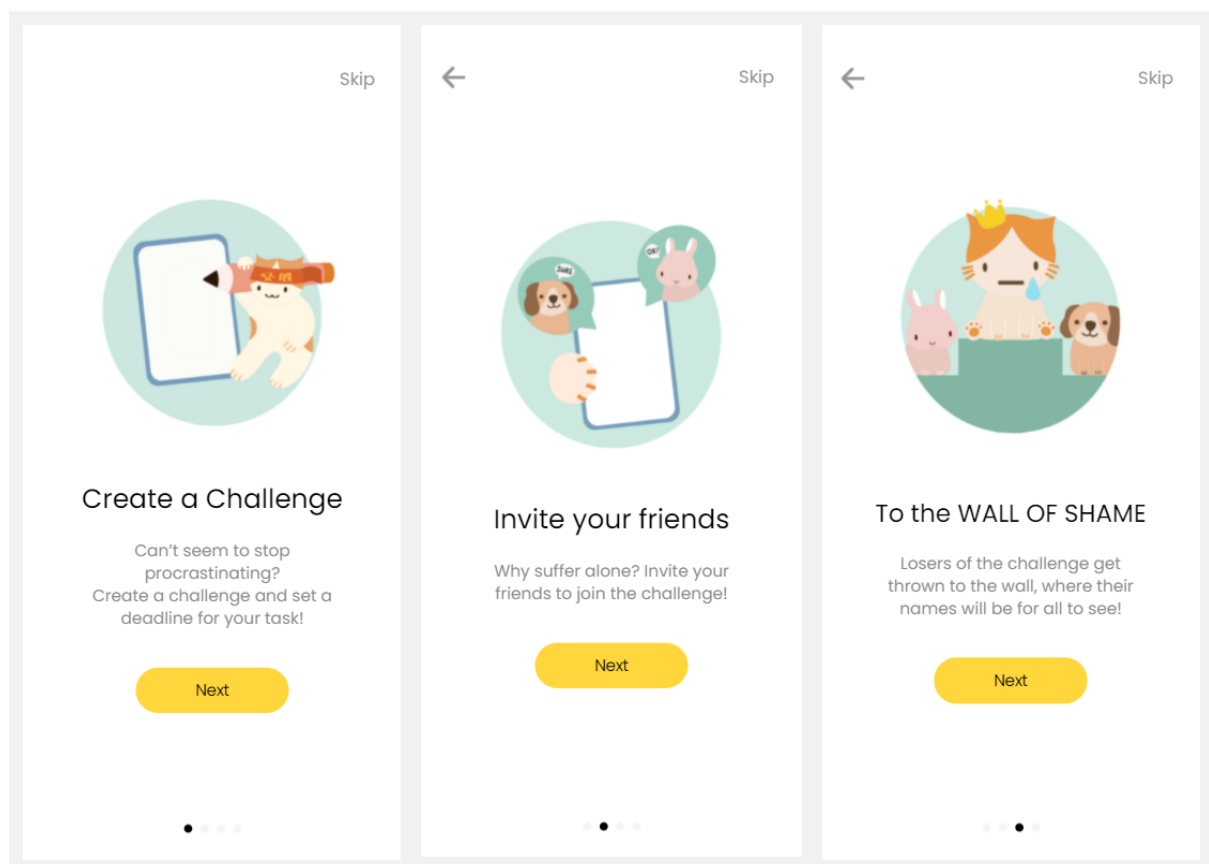 Skip
SURE
Create a Challenge
Can't seem to stop
procrastinating?
Create a challenge and set a
deadline for your task!
Next
Skip
SURE
OK!
Invite your friends
Why suffer alone? Invite your
friends to join the challenge!
Next
Skip
To the WALL OF SHAME
Losers of the challenge get
thrown to the wall, where their
names will be for all to see!
Next